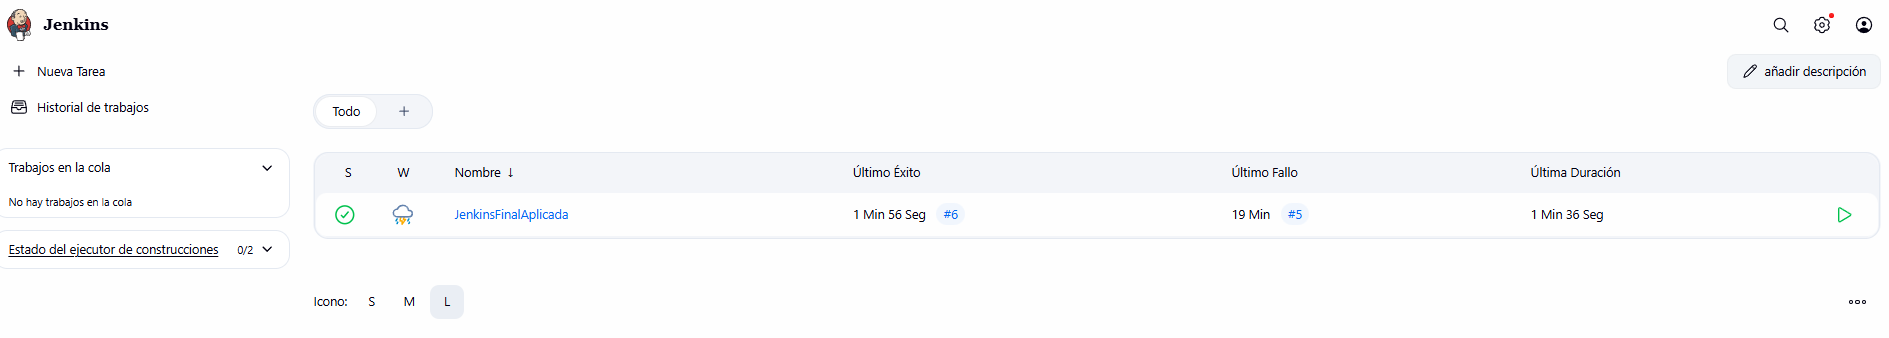 Jenkins
Nueva Tarea
añadir descripción
Historial de trabajos
Todo +
Trabajos en la cola
No hay trabajos en la cola
Estado del ejecutor de construcciones 0/2
S W Nombre ↓ Último Éxito Último Fallo Última Duración
JenkinsFinalAplicada 1 Min 56 Seg #6 19 Min #5 1 Min 36 Seg
Icono: S M L